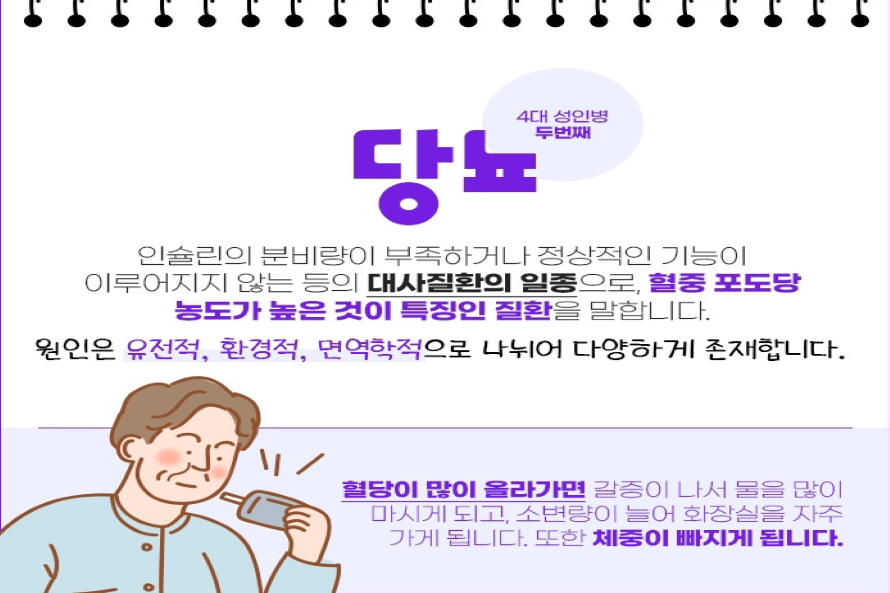 4대 성인병
두번째
당뇨
인슐린의 분비량이 부족하거나 정상적인 기능이
이루어지지 않는 등의 대사질환의 일종으로, 혈중 포도당
농도가 높은 것이 특징인 질환을 말합니다.
원인은 유전적, 환경적, 면역학적으로 나뉘어 다양하게 존재합니다.
혈당이 많이 올라가면 갈증이 나서 물을 많이
마시게 되고, 소변량이 늘어 화장실을 자주
가게 됩니다. 또한 체중이 빠지게 됩니다.